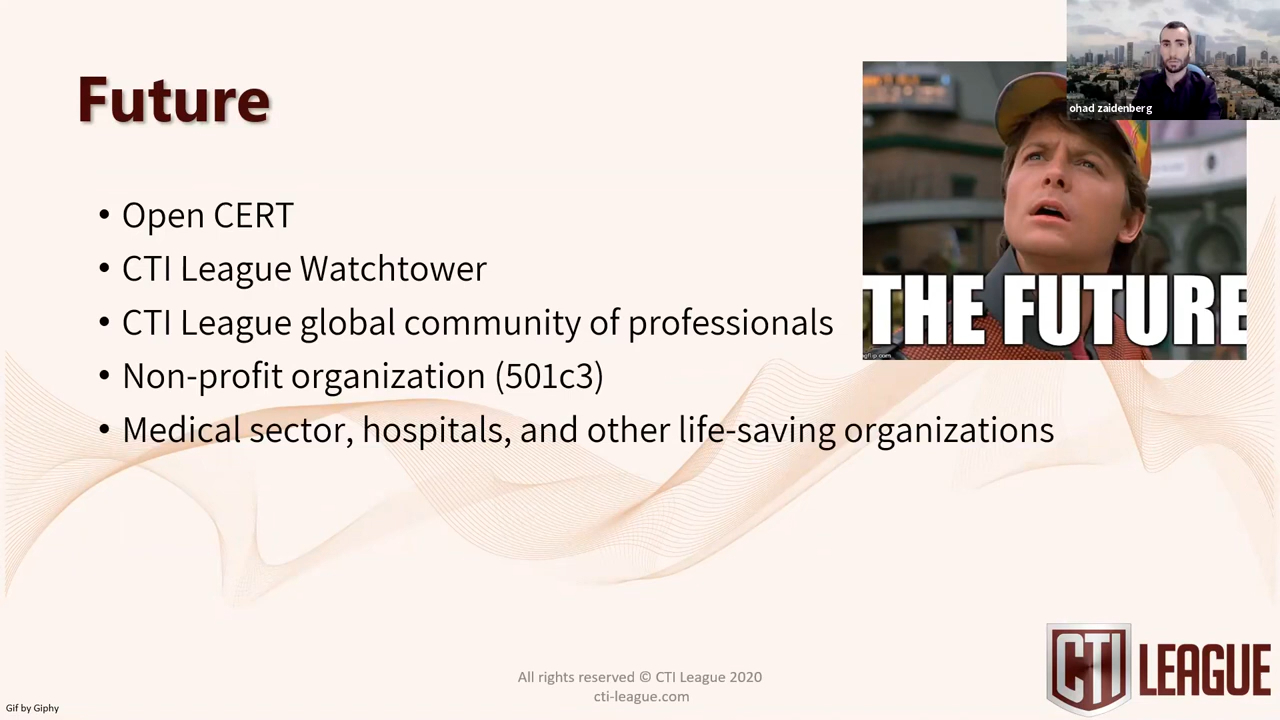 Future
ohad zaidenberg
THE FUTURE
• Open CERT
• CTI League Watchtower
• CTI League global community of professionals
• Non-profit organization (501c3)
• Medical sector, hospitals, and other life-saving organizations
All rights reserved © CTI League 2020
cti-league.com
Gif by Giphy
CTI LEAGUE